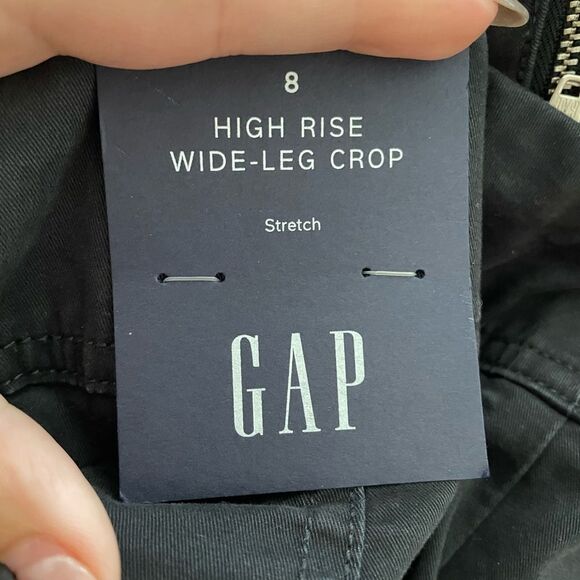 8
HIGH RISE
WIDE-LEG CROP
Stretch
GAP